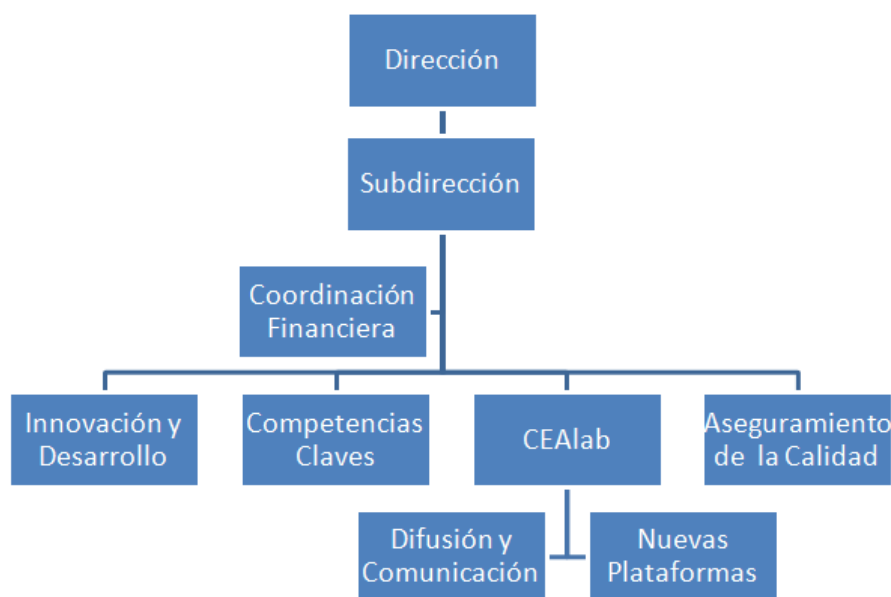 Dirección
Subdirección
Coordinación
Financiera
Innovación y
Desarrollo
Competencias
Claves
CEAlab
Aseguramiento
de la Calidad
Difusión y
Comunicación
Nuevas
Plataformas